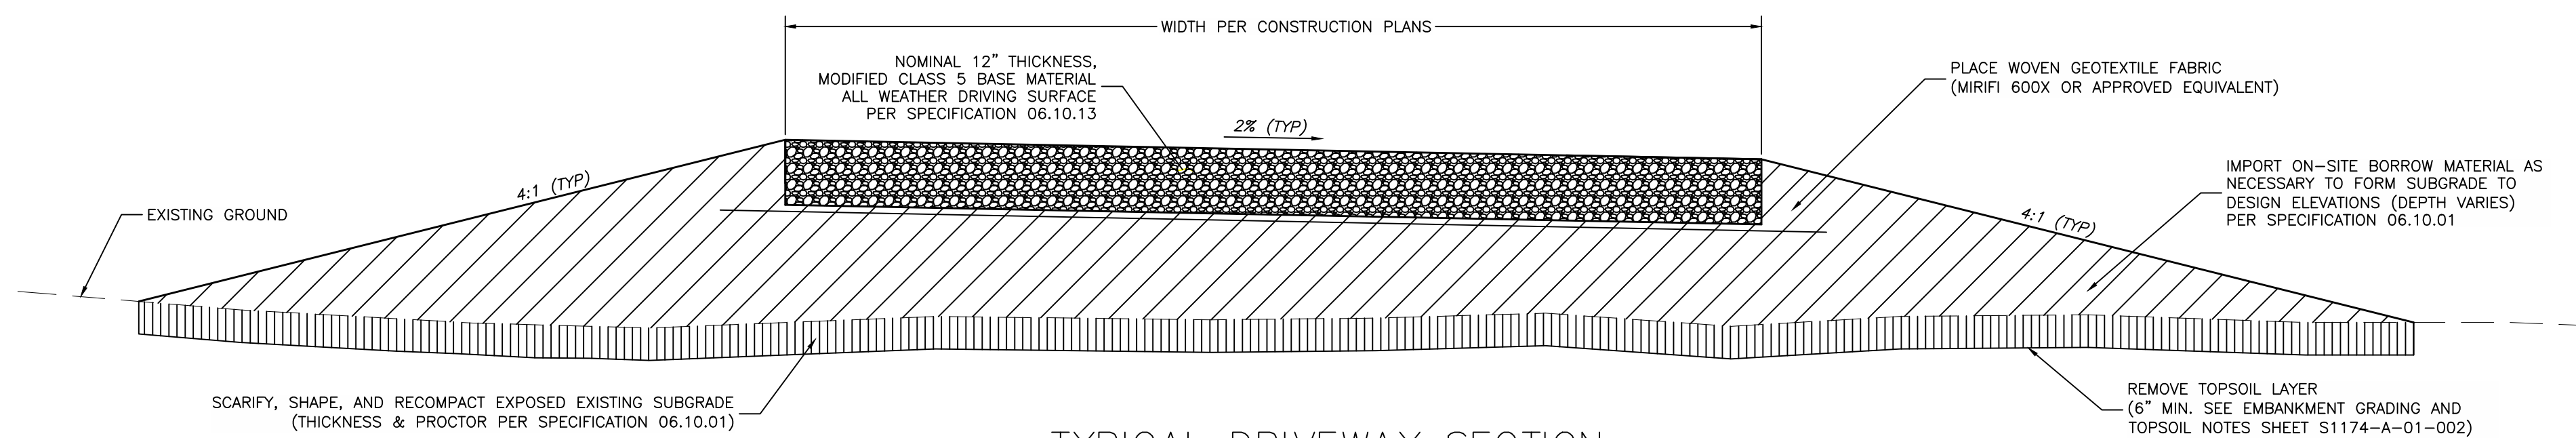 WIDTH PER CONSTRUCTION PLANS
NOMINAL 12” THICKNESS,
MODIFIED CLASS 5 BASE MATERIAL
ALL WEATHER DRIVING SURFACE
PER SPECIFICATION 06.10.13
PLACE WOVEN GEOTEXTILE FABRIC
(MIRIFI 600X OR APPROVED EQUIVALENT)
2% (TYP)
IMPORT ON-SITE BORROW MATERIAL AS
NECESSARY TO FORM SUBGRADE TO
DESIGN ELEVATIONS (DEPTH VARIES)
PER SPECIFICATION 06.10.01
4:1 (TYP)
4:1 (TYP)
EXISTING GROUND
SCARIFY, SHAPE, AND RECOMPACT EXPOSED EXISTING SUBGRADE
(THICKNESS & PROCTOR PER SPECIFICATION 06.10.01)
REMOVE TOPSOIL LAYER
(6” MIN. SEE EMBANKMENT GRADING AND
TOPSOIL NOTES SHEET S1174-A-01-002)
TYPICAL DRIVEWAY SECTION